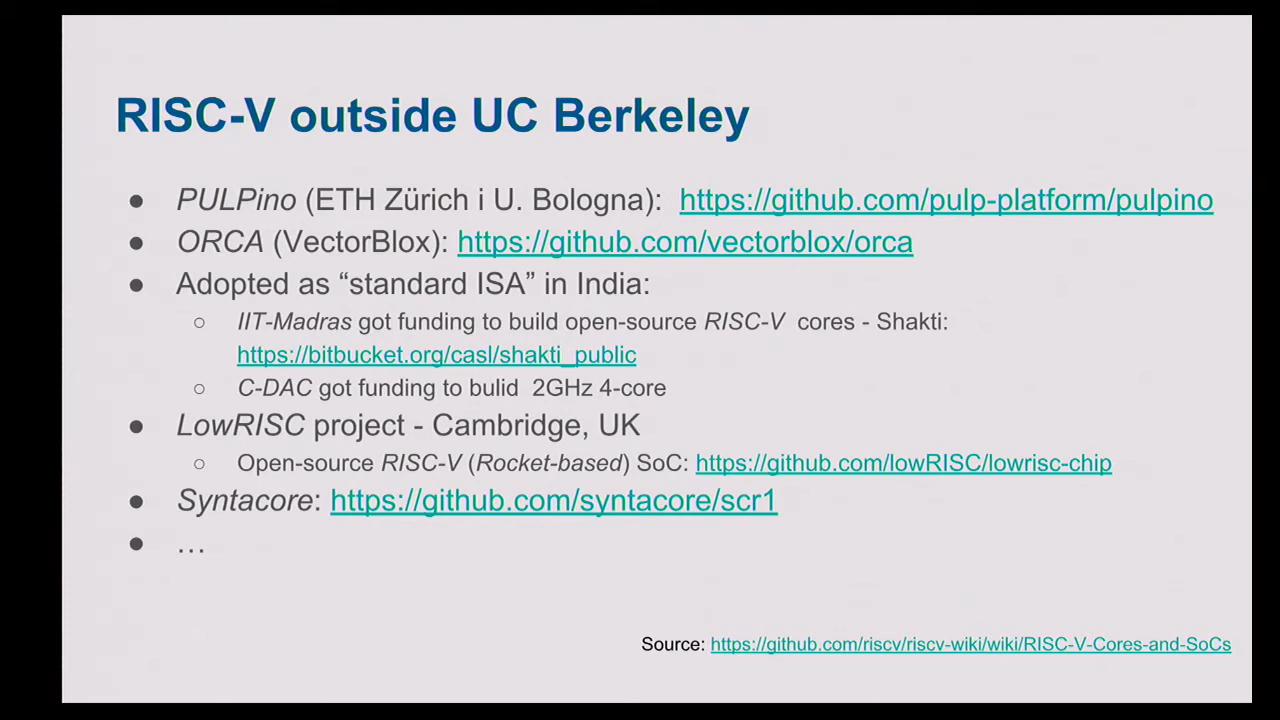 RISC-V outside UC Berkeley
● PULPino (ETH Zürich i U. Bologna): https://github.com/pulp-platform/pulpino
● ORCA (VectorBlox): https://github.com/vectorblox/orca
● Adopted as “standard ISA” in India:
○ IIT-Madras got funding to build open-source RISC-V cores - Shakti:
https://bitbucket.org/casl/shakti_public
○ C-DAC got funding to bulid 2GHz 4-core
● LowRISC project - Cambridge, UK
○ Open-source RISC-V (Rocket-based) SoC: https://github.com/lowRISC/lowrisc-chip
● Syntacore: https://github.com/syntacore/scr1
● …
Source: https://github.com/riscv/riscv-wiki/wiki/RISC-V-Cores-and-SoCs